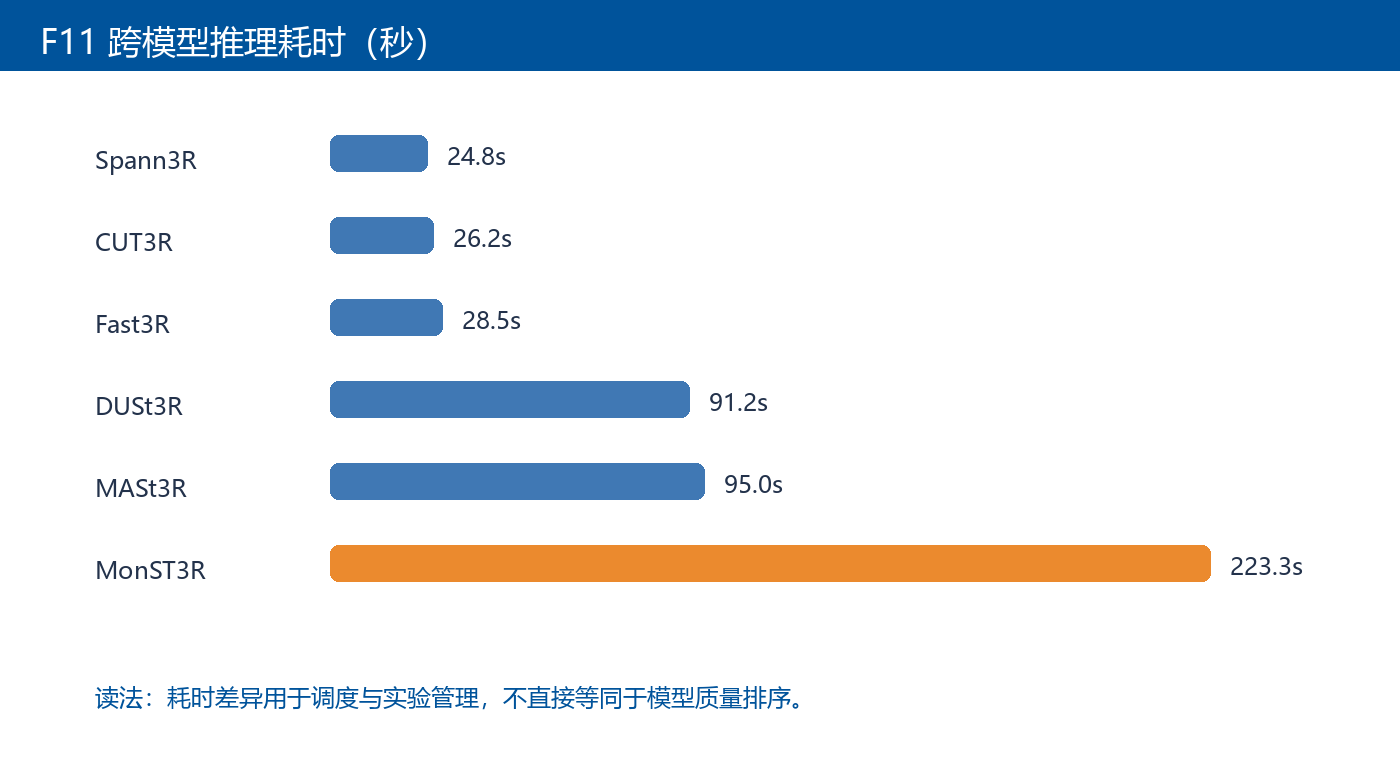 F11 跨模型推理耗时（秒）
Spann3R 24.8s
CUT3R 26.2s
Fast3R 28.5s
DUSt3R 91.2s
MASt3R 95.0s
MonST3R 223.3s
读法：耗时差异用于调度与实验管理，不直接等同于模型质量排序。